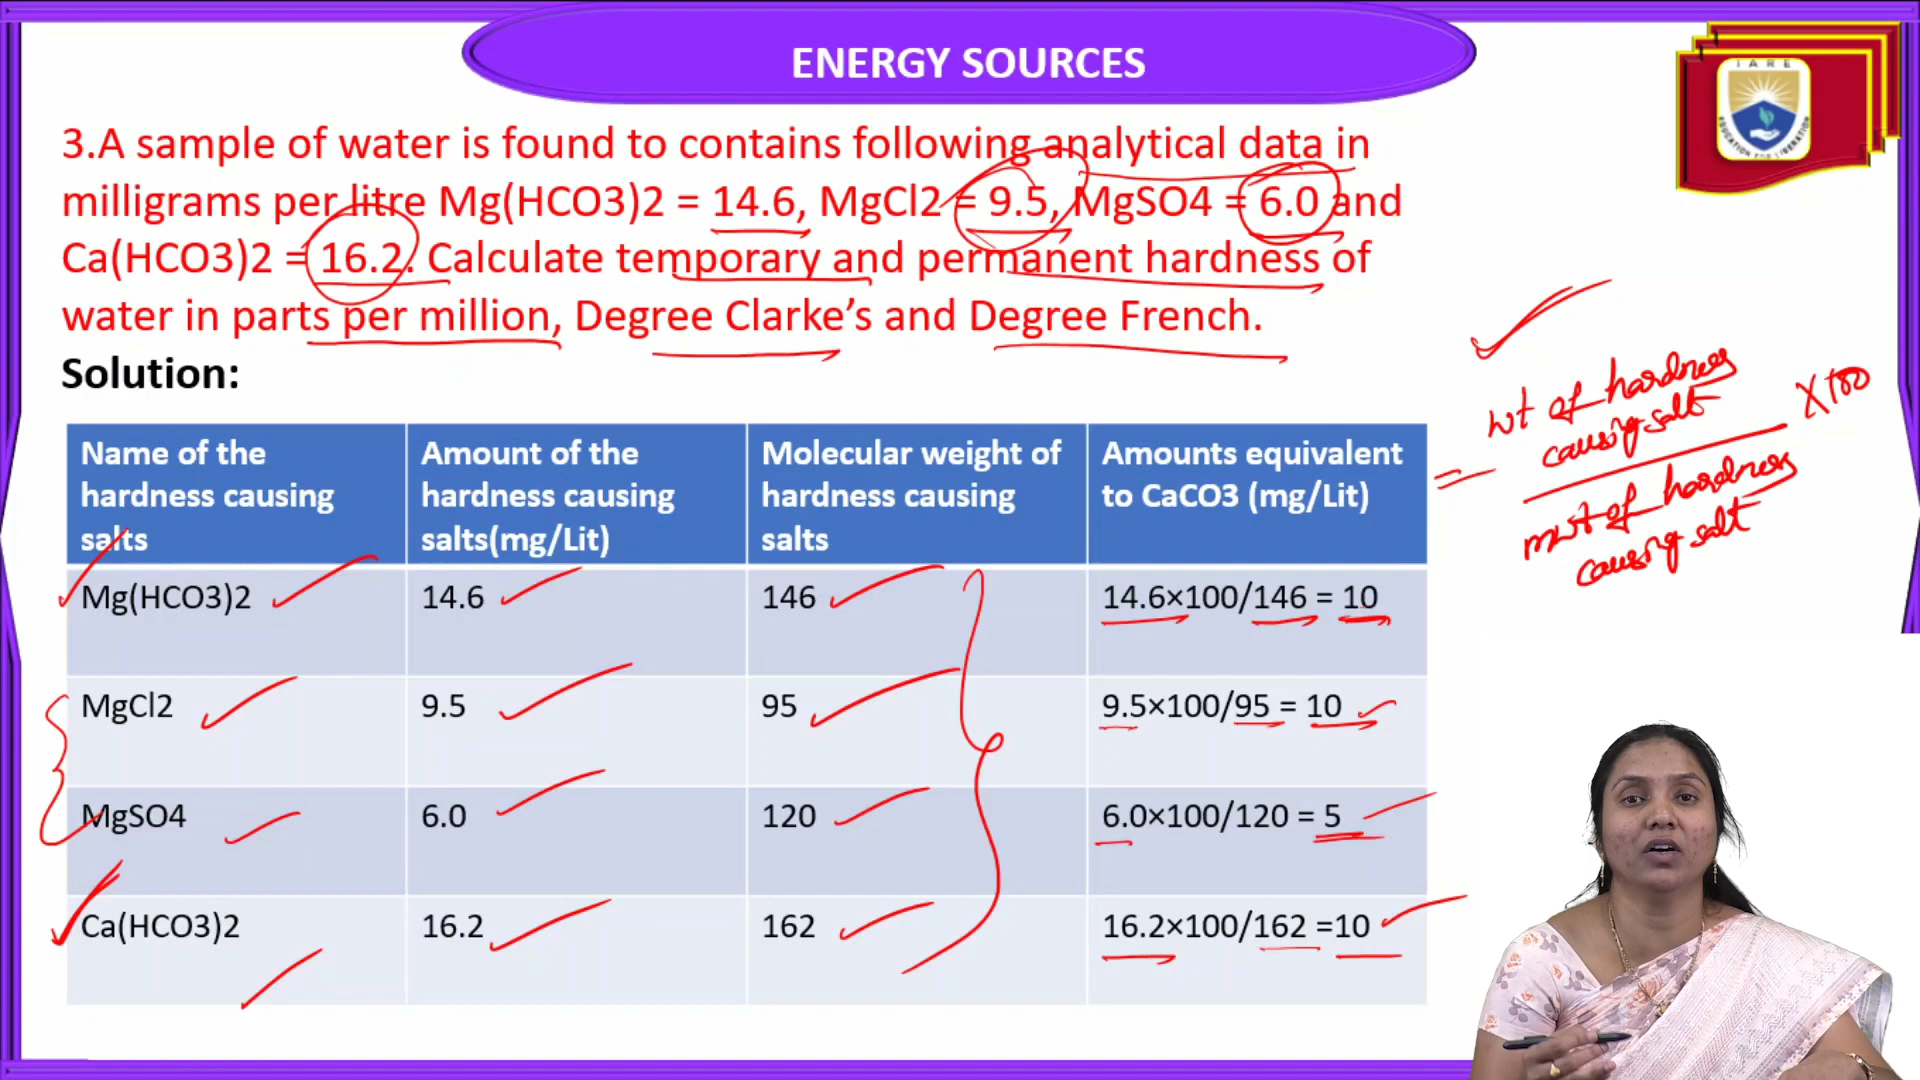 ENERGY SOURCES
IARE
EDUCATION FOR LIBERATION
3.A sample of water is found to contains following analytical data in
milligrams per litre Mg(HCO3)2 = 14.6, MgCl2 = 9.5, MgSO4 = 6.0 and
Ca(HCO3)2 = 16.2. Calculate temporary and permanent hardness of
water in parts per million, Degree Clarke’s and Degree French.
Solution:
Name of the
hardness causing
salts
Amount of the
hardness causing
salts(mg/Lit)
Molecular weight of
hardness causing
salts
Amounts equivalent
to CaCO3 (mg/Lit)
Mg(HCO3)2 14.6 146 14.6×100/146 = 10
MgCl2 9.5 95 9.5×100/95 = 10
MgSO4 6.0 120 6.0×100/120 = 5
Ca(HCO3)2 16.2 162 16.2×100/162 =10
= wt of hardness
causing salt
X100
mwt of hardness
causing salt